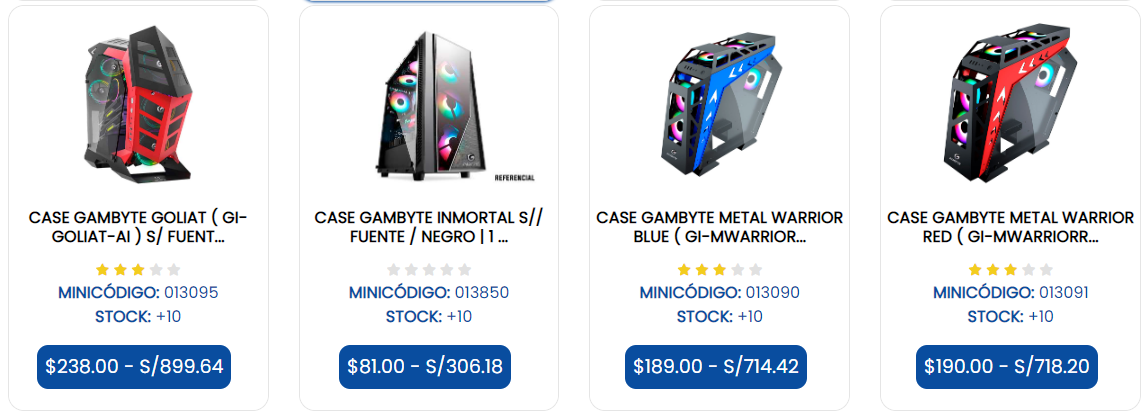 CASE GAMBYTE GOLIAT ( GI-
GOLIAT-AI ) S/ FUENT...
MINICÓDIGO: 013095
STOCK: +10
$238.00 - S/899.64
REFERENCIAL
CASE GAMBYTE INMORTAL S//
FUENTE / NEGRO | 1 ...
MINICÓDIGO: 013850
STOCK: +10
$81.00 - S/306.18
CASE GAMBYTE METAL WARRIOR
BLUE ( GI-MWARRIOR...
MINICÓDIGO: 013090
STOCK: +10
$189.00 - S/714.42
CASE GAMBYTE METAL WARRIOR
RED ( GI-MWARRIORR...
MINICÓDIGO: 013091
STOCK: +10
$190.00 - S/718.20